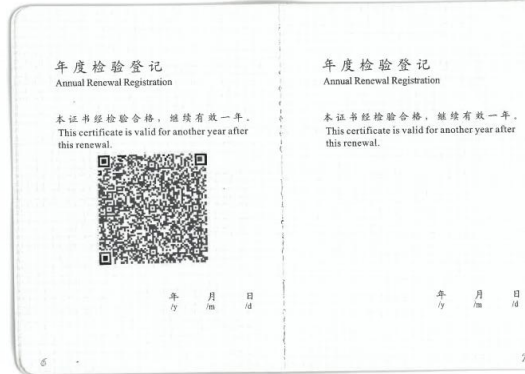 年度检验登记
Annual Renewal Registration
本证书经检验合格，继续有效一年。
This certificate is valid for another year after
this renewal.
年 月 日
/y /m /d
6
年度检验登记
Annual Renewal Registration
本证书经检验合格，继续有效一年。
This certificate is valid for another year after
this renewal.
年 月 日
/y /m /d
7